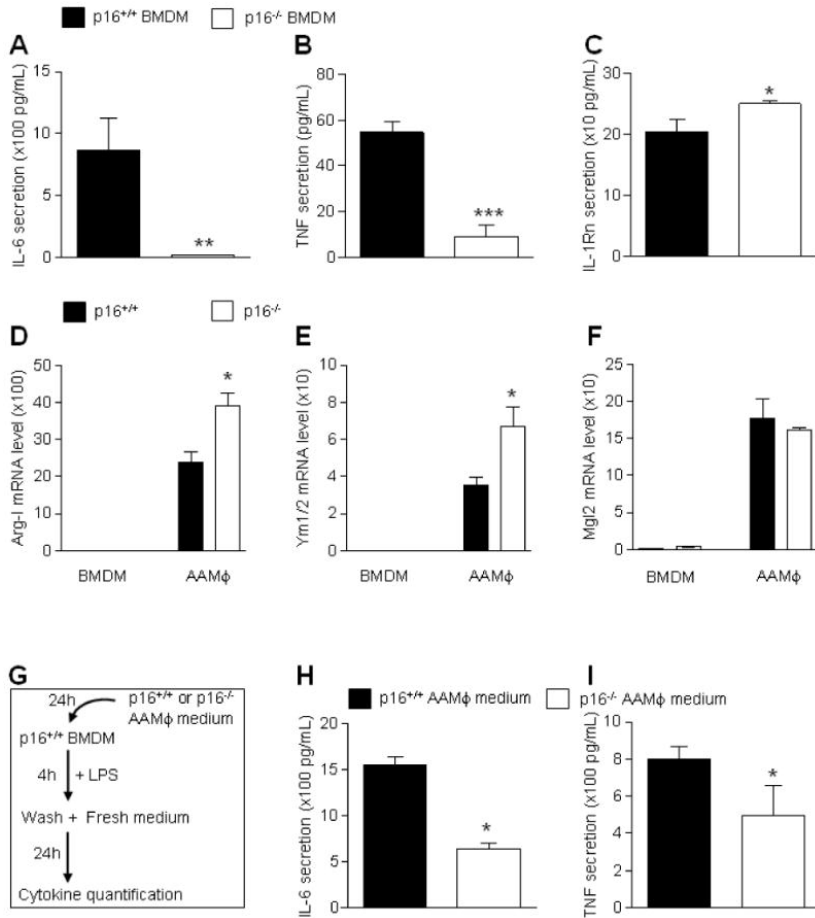 p16+/+ BMDM p16-/- BMDM
A B C
IL-6 secretion (x100 pg/mL)
15
10
5
0
**
TNF secretion (pg/mL)
80
60
40
20
0
***
IL-1Rn secretion (x10 pg/mL)
30
20
10
0
*
p16+/+ p16-/-
D E F
Arg-I mRNA level (x100)
50
40
30
20
10
0
*
BMDM AAMϕ
Ym1/2 mRNA level (x10)
10
8
6
4
2
0
*
BMDM AAMϕ
Mgl2 mRNA level (x10)
25
20
15
10
5
0
BMDM AAMϕ
G H I
24h p16+/+ or p16-/-
AAMϕ medium
p16+/+ BMDM
4h + LPS
Wash + Fresh medium
24h
Cytokine quantification
p16+/+ AAMϕ medium p16-/- AAMϕ medium
IL-6 secretion (x100 pg/mL)
20
15
10
5
0
*
TNF secretion (x100 pg/mL)
10
8
6
4
2
0
*